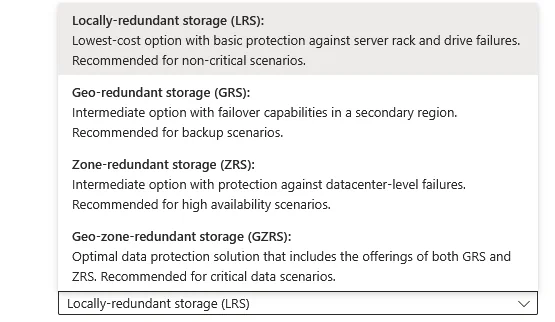 Locally-redundant storage (LRS):
Lowest-cost option with basic protection against server rack and drive failures.
Recommended for non-critical scenarios.
Geo-redundant storage (GRS):
Intermediate option with failover capabilities in a secondary region.
Recommended for backup scenarios.
Zone-redundant storage (ZRS):
Intermediate option with protection against datacenter-level failures.
Recommended for high availability scenarios.
Geo-zone-redundant storage (GZRS):
Optimal data protection solution that includes the offerings of both GRS and
ZRS. Recommended for critical data scenarios.
Locally-redundant storage (LRS)